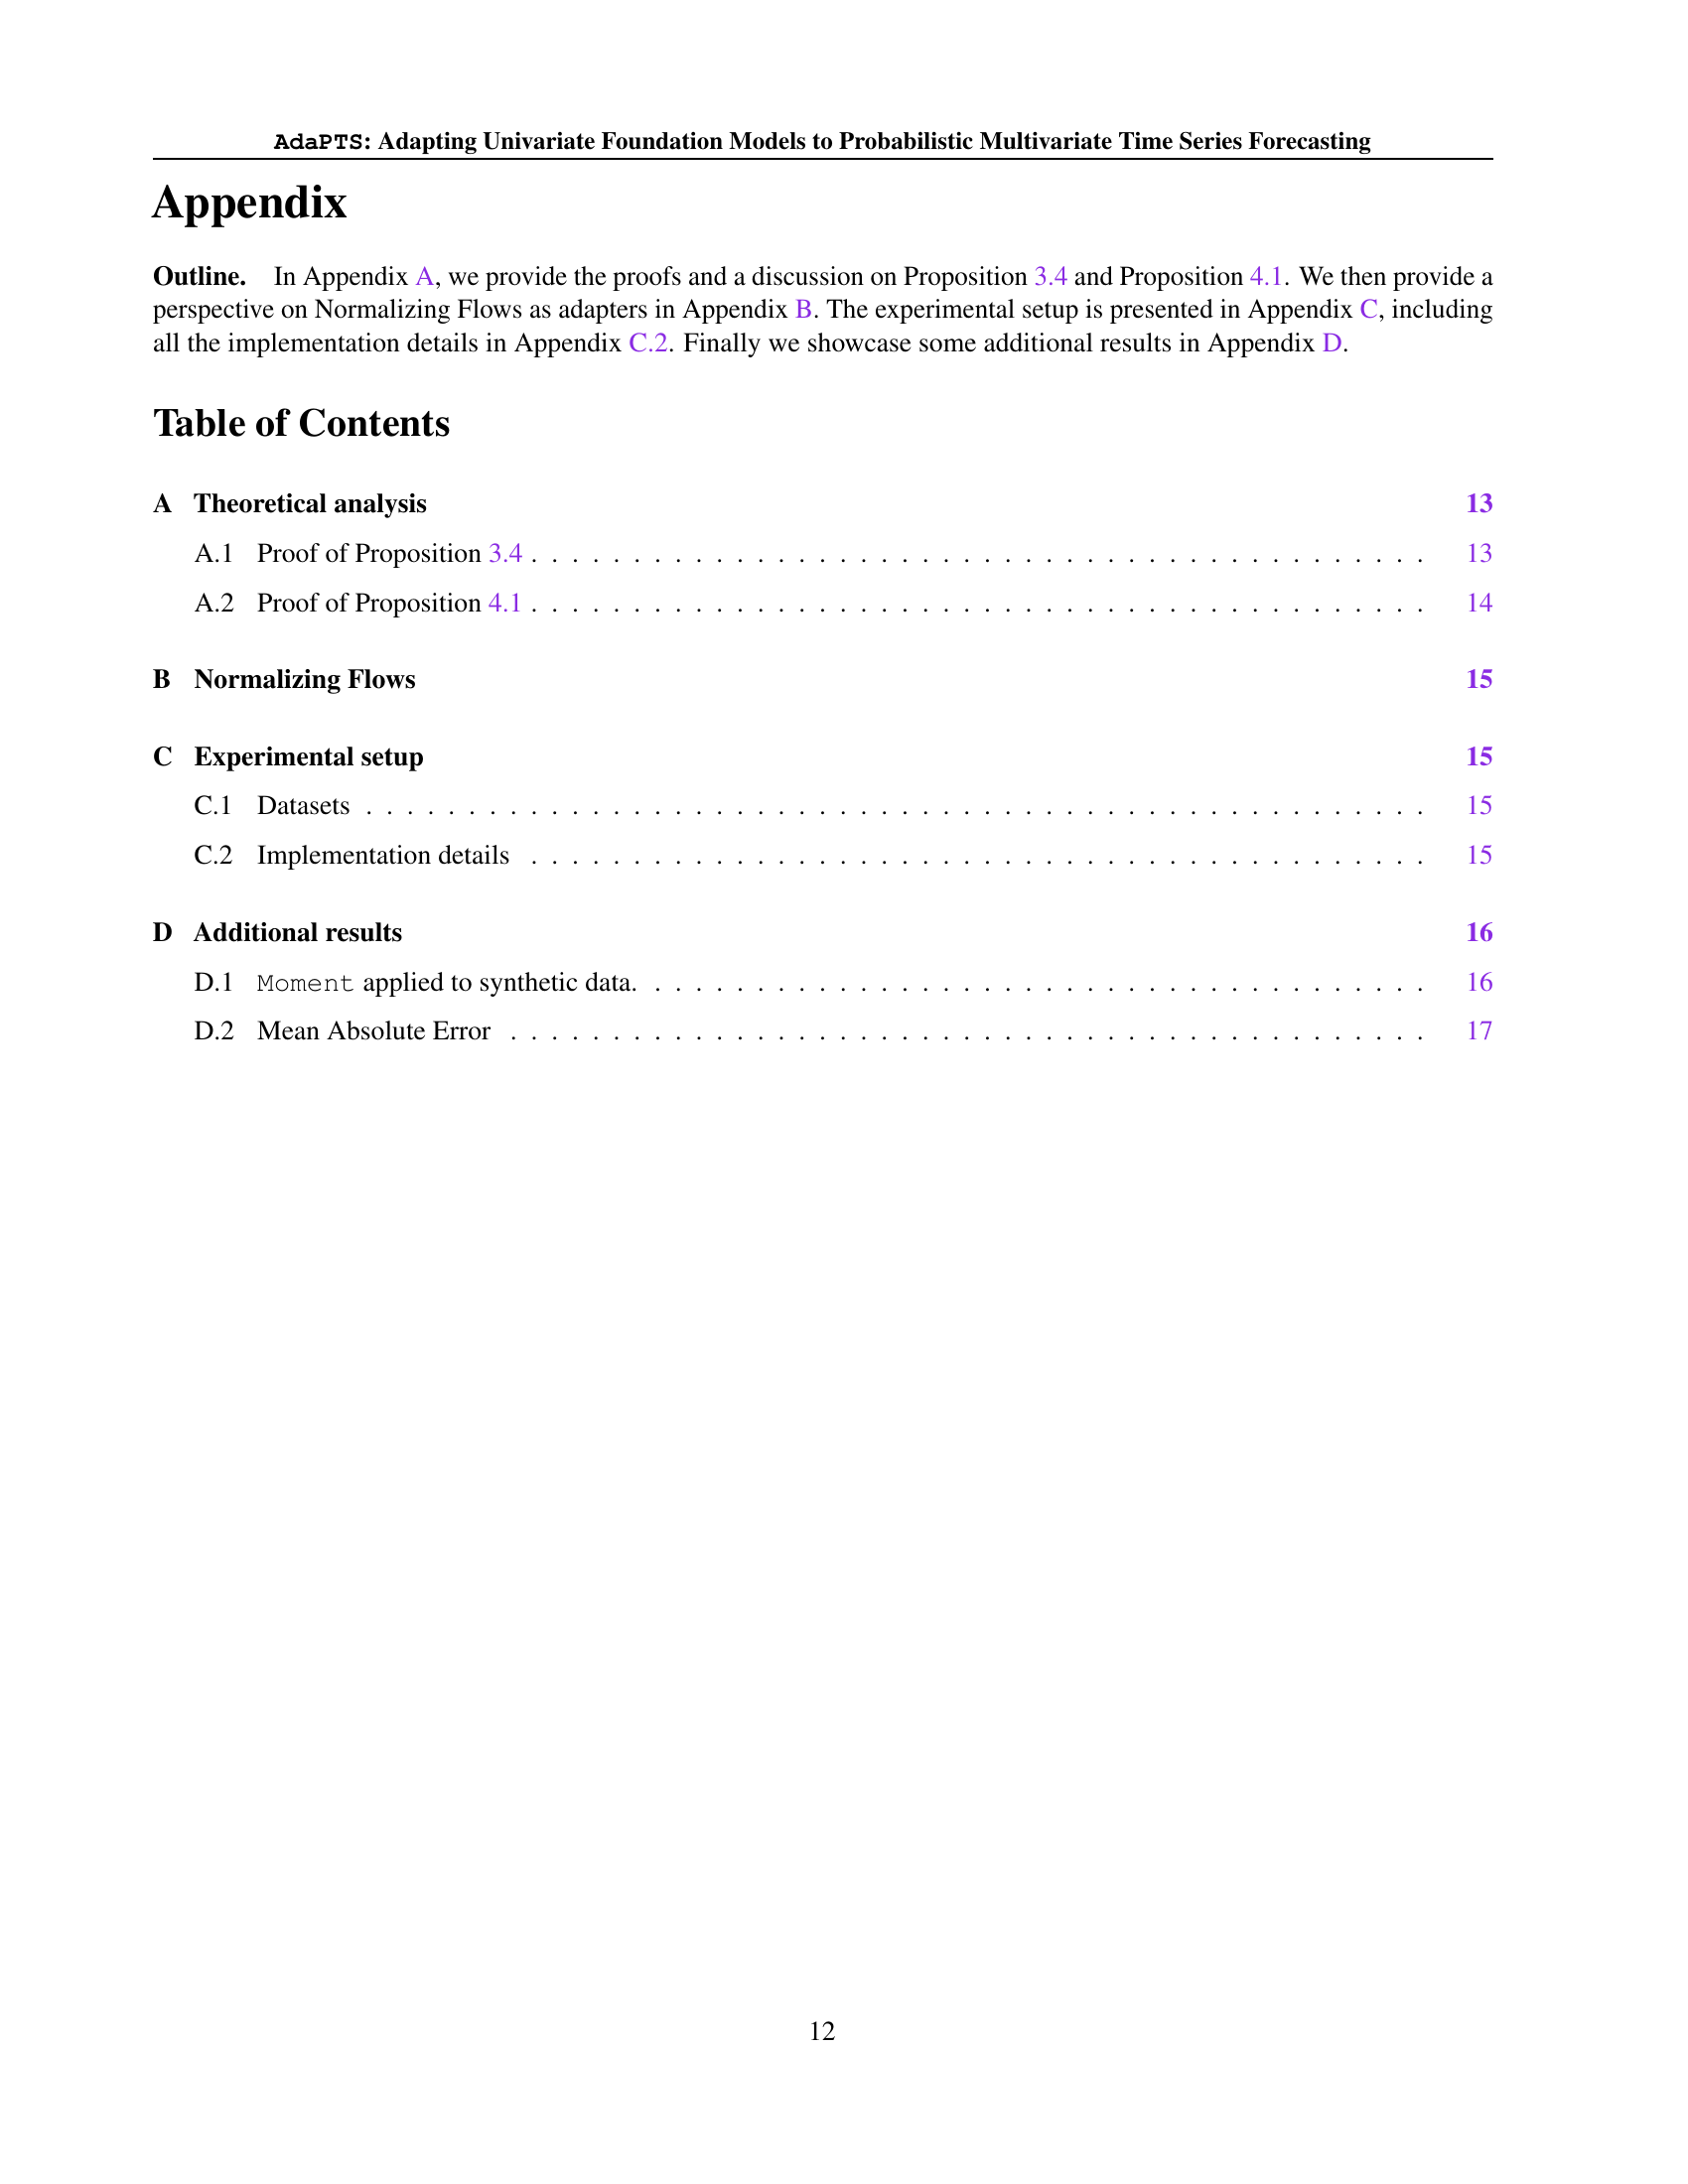 AdaPTS: Adapting Univariate Foundation Models to Probabilistic Multivariate Time Series Forecasting
Appendix
Outline. In Appendix A, we provide the proofs and a discussion on Proposition 3.4 and Proposition 4.1. We then provide a
perspective on Normalizing Flows as adapters in Appendix B. The experimental setup is presented in Appendix C, including
all the implementation details in Appendix C.2. Finally we showcase some additional results in Appendix D.
Table of Contents
A Theoretical analysis 13
A.1 Proof of Proposition 3.4 . . . . . . . . . . . . . . . . . . . . . . . . . . . . . . . . . . . . . . . . . . . . 13
A.2 Proof of Proposition 4.1 . . . . . . . . . . . . . . . . . . . . . . . . . . . . . . . . . . . . . . . . . . . . 14
B Normalizing Flows 15
C Experimental setup 15
C.1 Datasets . . . . . . . . . . . . . . . . . . . . . . . . . . . . . . . . . . . . . . . . . . . . . . . . . . . . 15
C.2 Implementation details . . . . . . . . . . . . . . . . . . . . . . . . . . . . . . . . . . . . . . . . . . . . 15
D Additional results 16
D.1 Moment applied to synthetic data. . . . . . . . . . . . . . . . . . . . . . . . . . . . . . . . . . . . . . . 16
D.2 Mean Absolute Error . . . . . . . . . . . . . . . . . . . . . . . . . . . . . . . . . . . . . . . . . . . . . 17
12